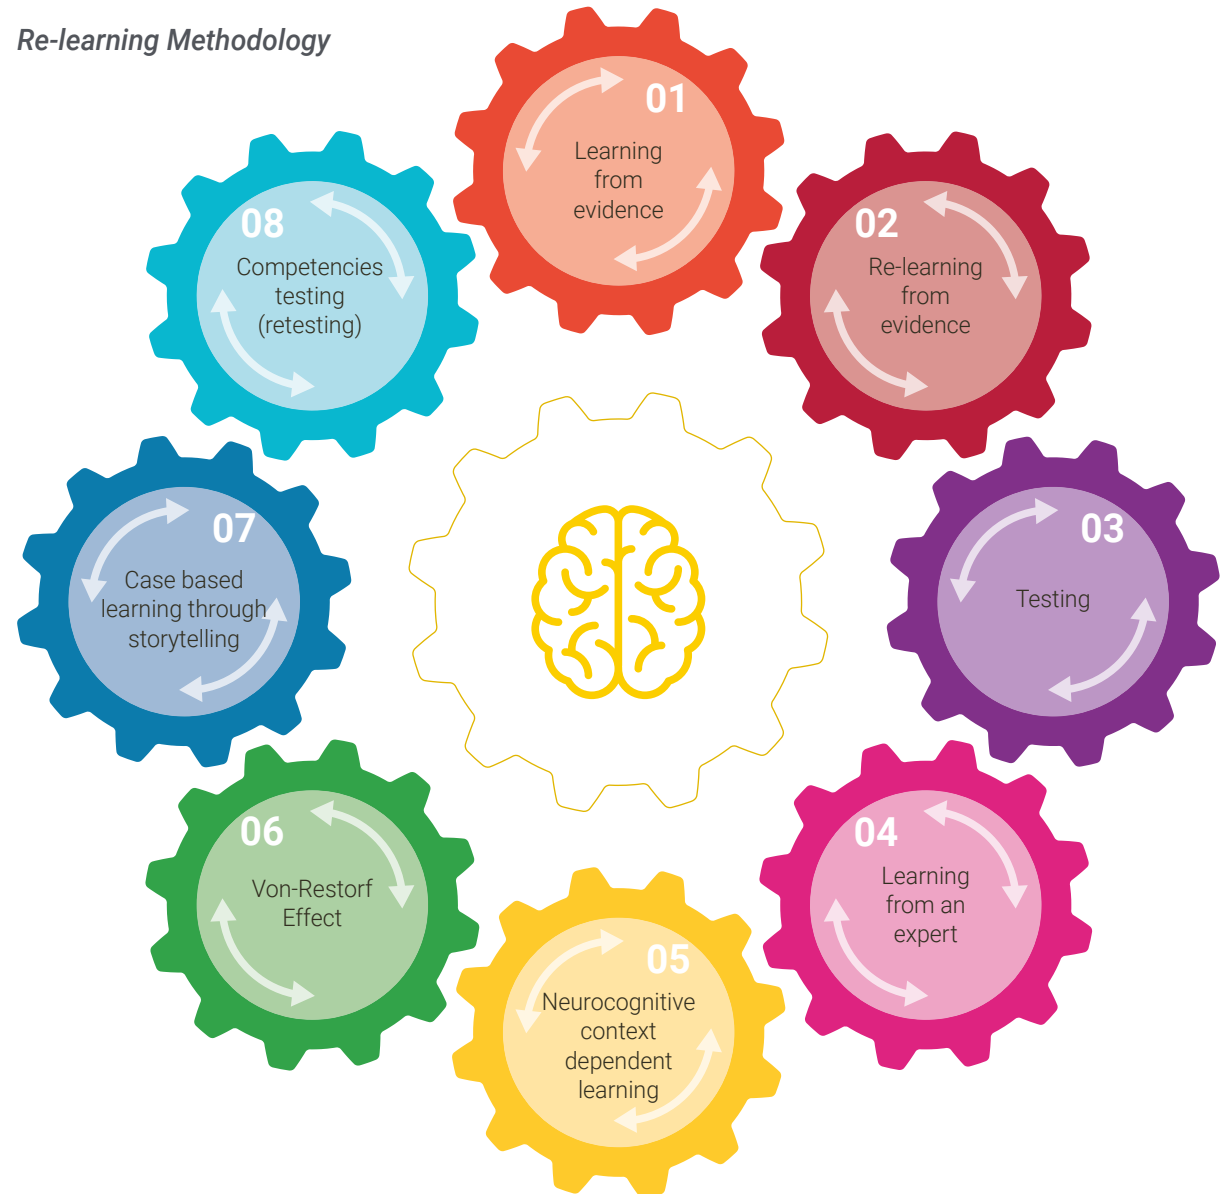 Re-learning Methodology
01
Learning
from
evidence
02
Re-learning
from
evidence
03
Testing
04
Learning
from an
expert
05
Neurocognitive
context
dependent
learning
06
Von-Restorf
Effect
07
Case based
learning through
storytelling
08
Competencies
testing
(retesting)